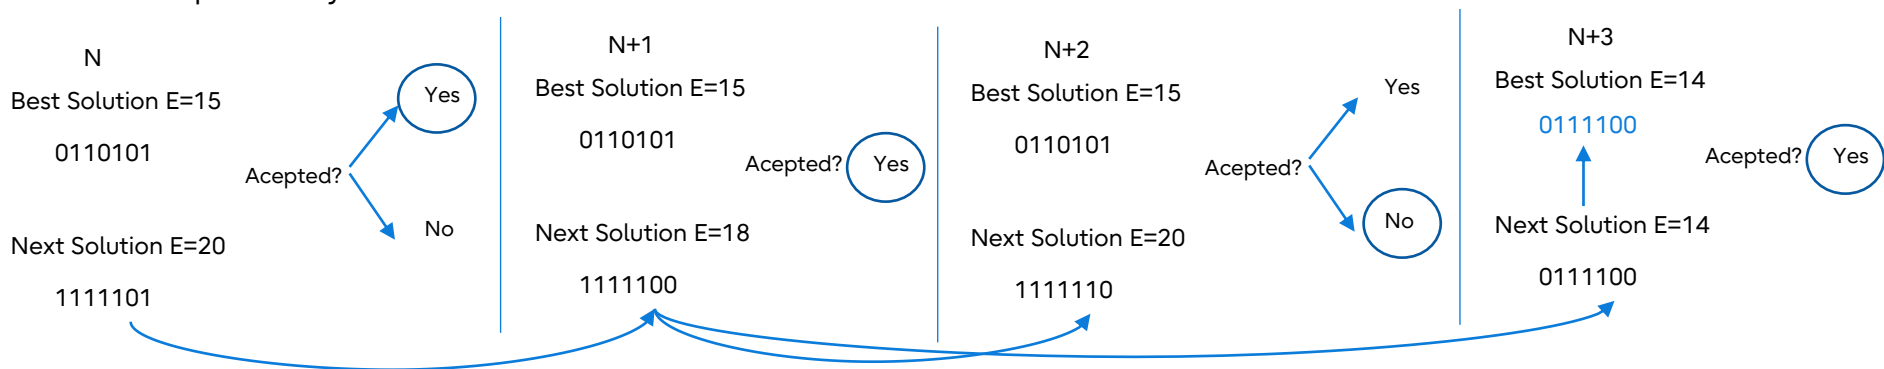 N
Best Solution E=15
0110101
Acepted?
Yes
No
Next Solution E=20
1111101
N+1
Best Solution E=15
0110101
Acepted?
Yes
Next Solution E=18
1111100
N+2
Best Solution E=15
0110101
Acepted?
Yes
No
Next Solution E=20
1111110
N+3
Best Solution E=14
0111100
Acepted?
Yes
Next Solution E=14
0111100